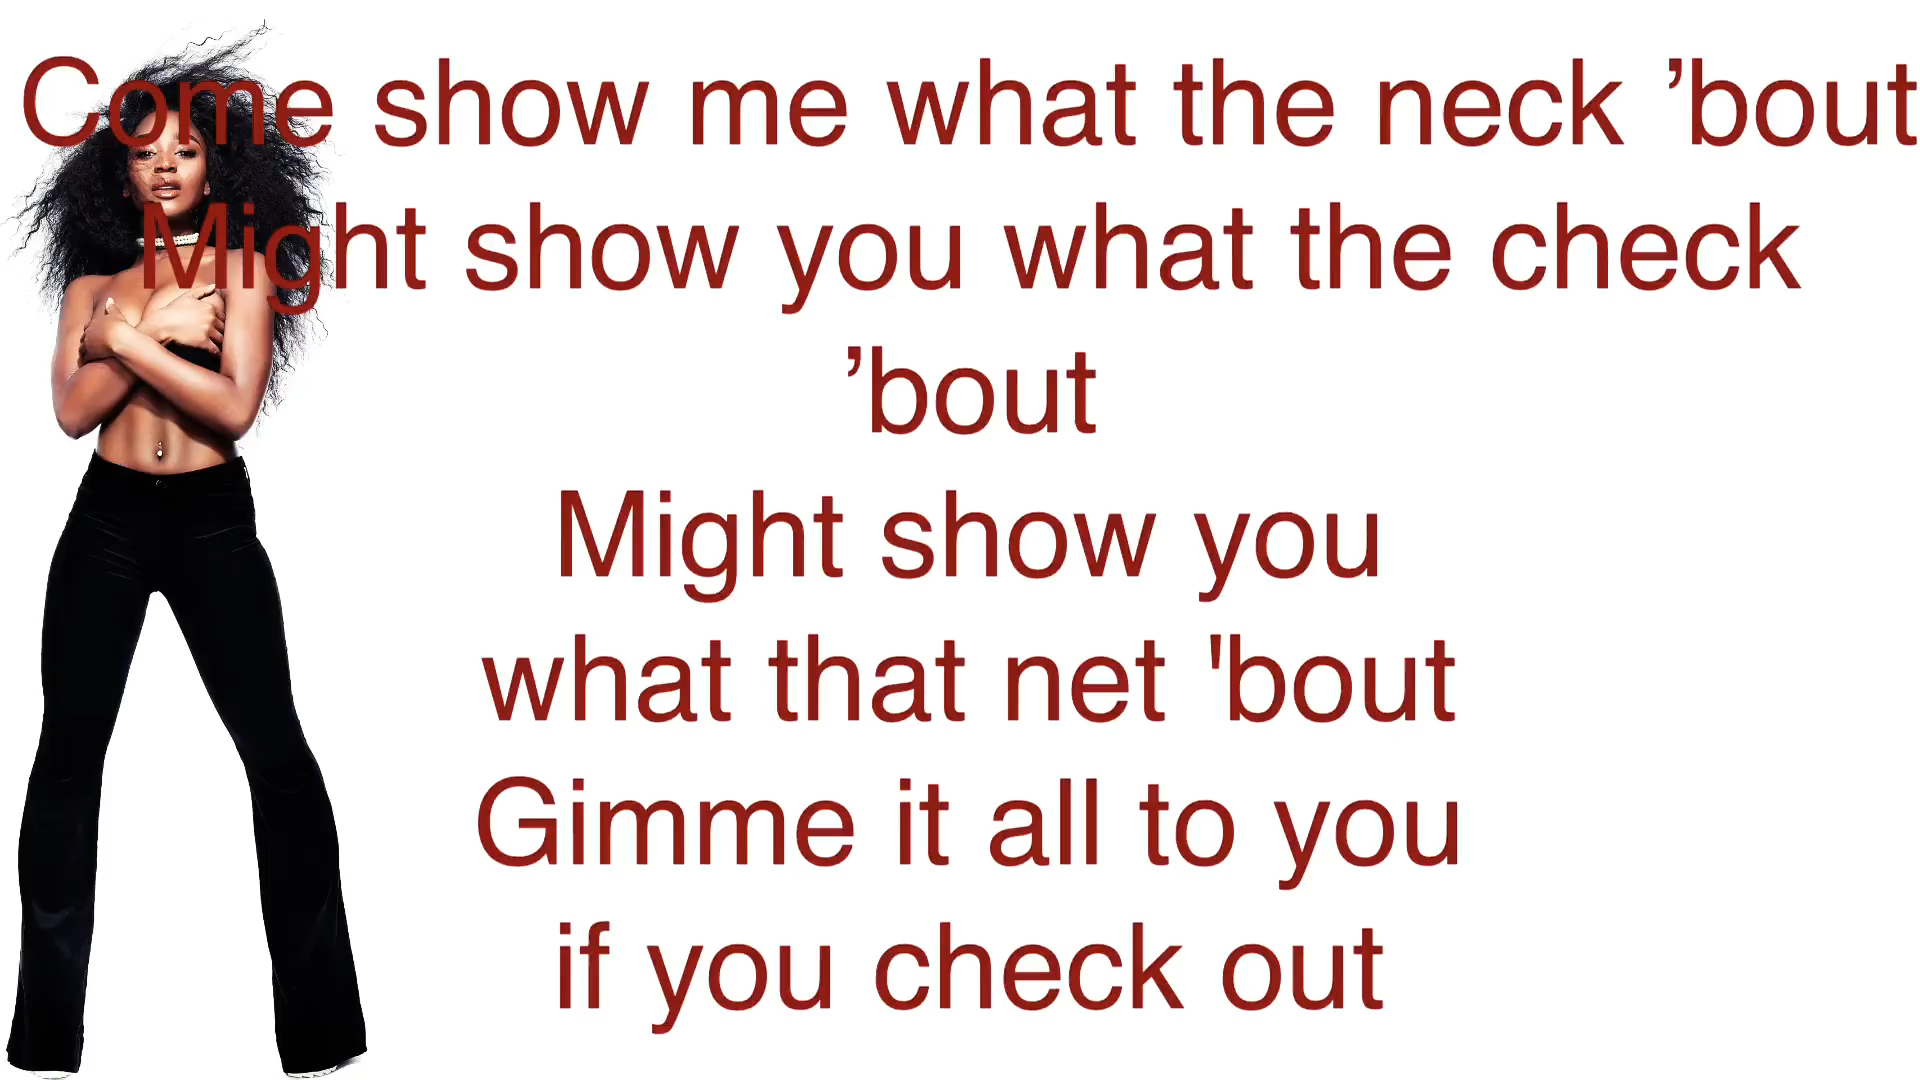 Come show me what the neck ’bout
Might show you what the check
’bout
Might show you
what that net 'bout
Gimme it all to you
if you check out